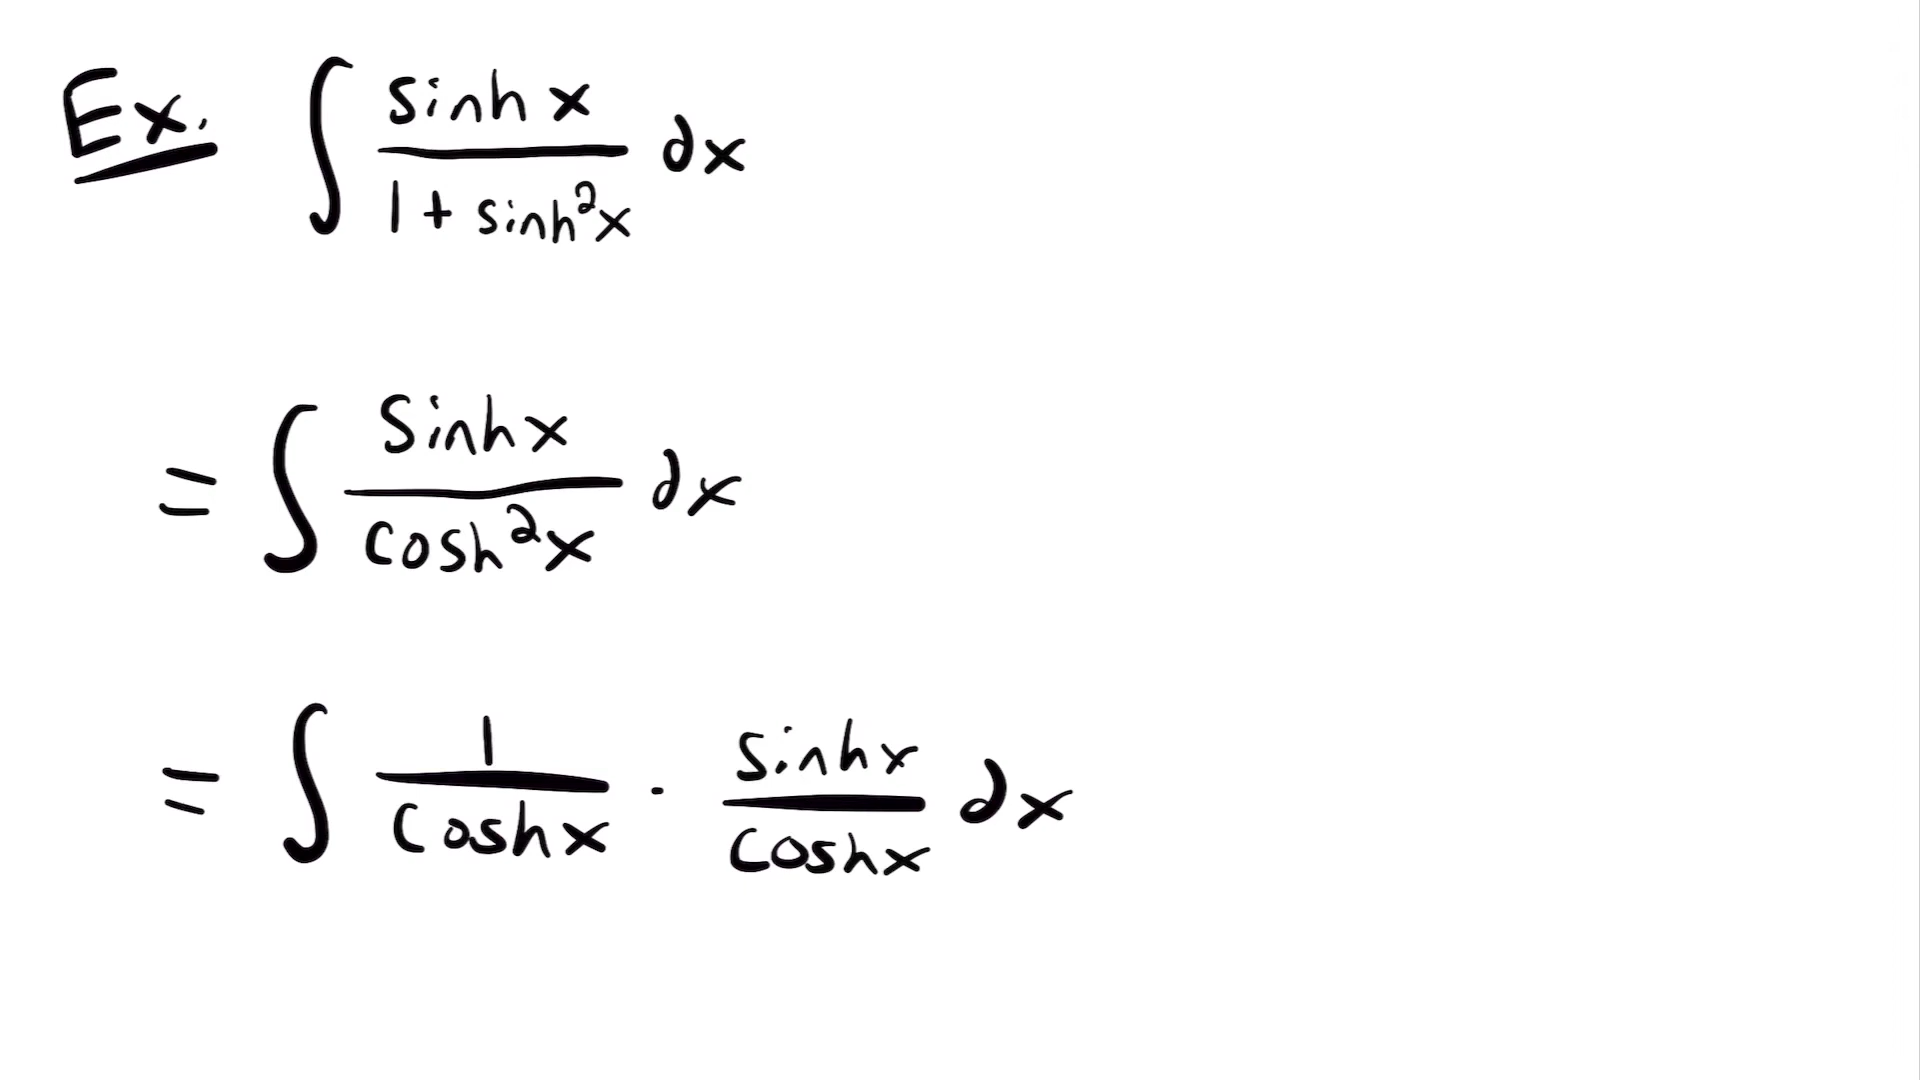 Ex. ∫ sinh x / 1 + sinh²x dx
= ∫ sinh x / cosh²x dx
= ∫ 1 / cosh x · sinh x / cosh x dx